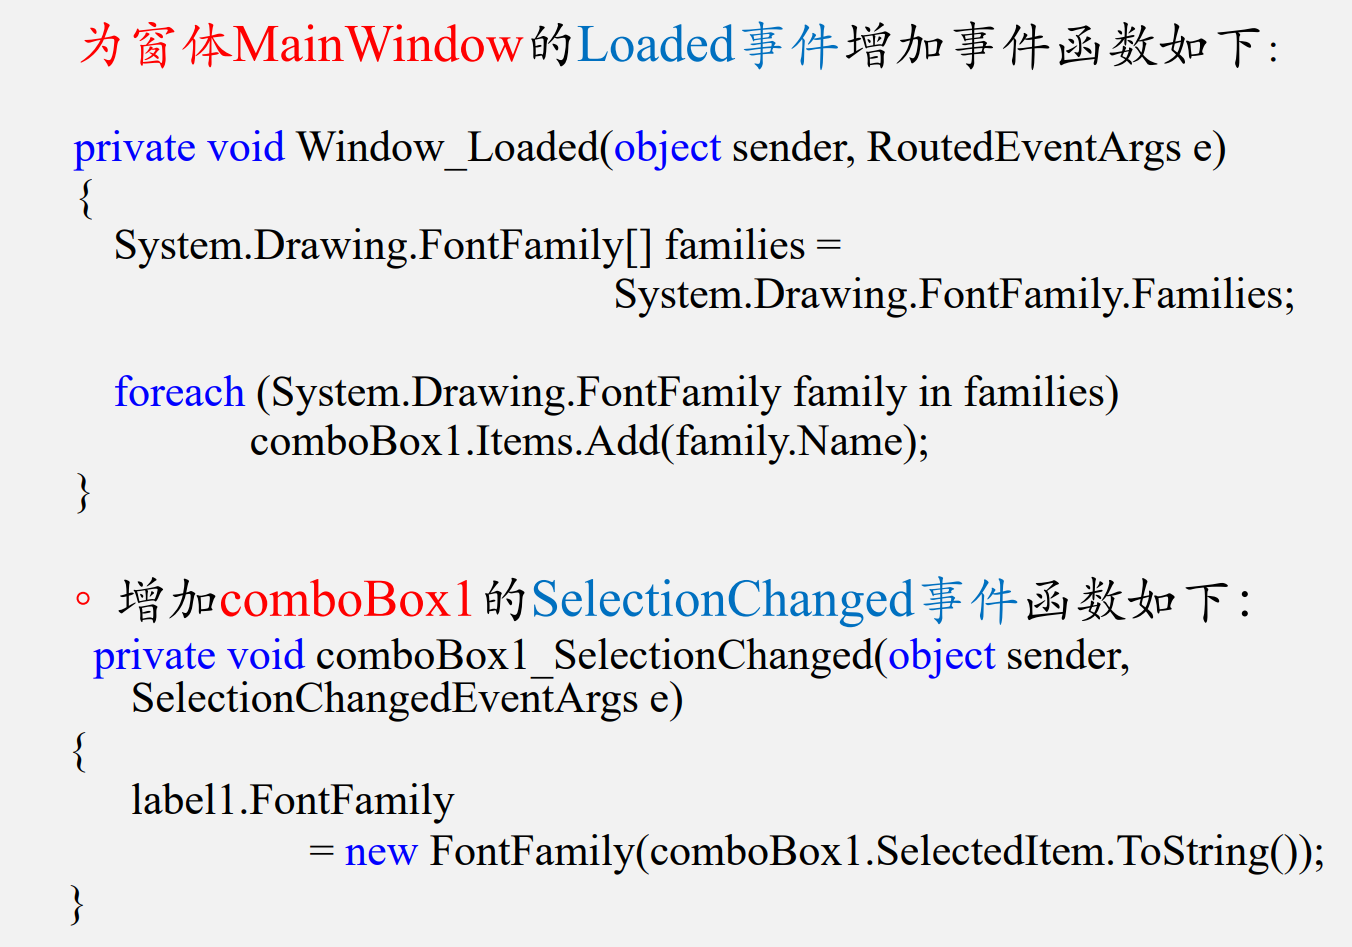 为窗体MainWindow的Loaded事件增加事件函数如下:
private void Window_Loaded(object sender, RoutedEventArgs e)
{
System.Drawing.FontFamily[] families =
System.Drawing.FontFamily.Families;
foreach (System.Drawing.FontFamily family in families)
comboBox1.Items.Add(family.Name);
}
◦ 增加comboBox1的SelectionChanged事件函数如下：
private void comboBox1_SelectionChanged(object sender,
SelectionChangedEventArgs e)
{
label1.FontFamily
= new FontFamily(comboBox1.SelectedItem.ToString());
}